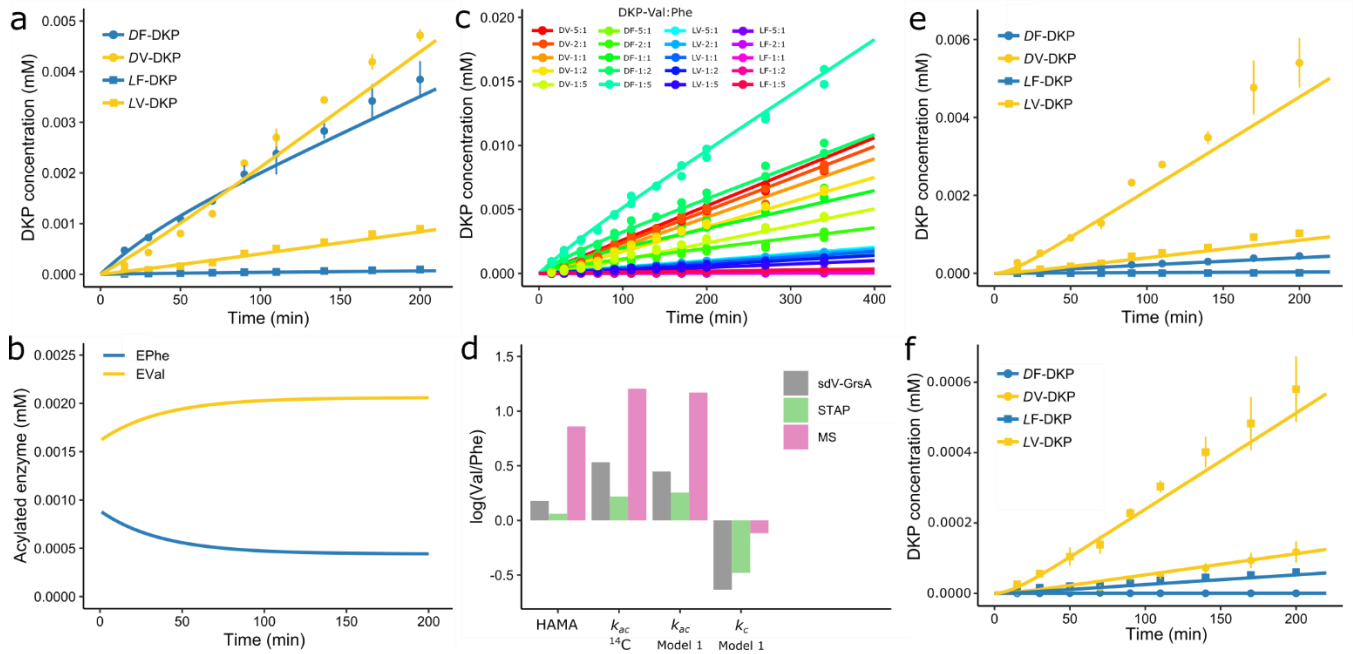 a
DKP concentration (mM)
0.005
0.004
0.003
0.002
0.001
0.000
DF-DKP
DV-DKP
LF-DKP
LV-DKP
0
50
100
150
200
Time (min)
c
DKP concentration (mM)
0.020
0.015
0.010
0.005
0.000
DKP-Val:Phe
DV-5:1 DF-5:1 LV-5:1 LF-5:1
DV-2:1 DF-2:1 LV-2:1 LF-2:1
DV-1:1 DF-1:1 LV-1:1 LF-1:1
DV-1:2 DF-1:2 LV-1:2 LF-1:2
DV-1:5 DF-1:5 LV-1:5 LF-1:5
0
40
80
120
160
200
240
280
320
360
400
Time (min)
e
DKP concentration (mM)
0.006
0.004
0.002
0.000
DF-DKP
DV-DKP
LF-DKP
LV-DKP
0
50
100
150
200
Time (min)
b
Acylated enzyme (mM)
0.0025
0.0020
0.0015
0.0010
0.0005
0.0000
EPhe
EVal
0
50
100
150
200
Time (min)
d
log(Val/Phe)
1.5
1.0
0.5
0.0
-0.5
sdV-GrsA
STAP
MS
HAMA
kac
14C
kac
Model 1
kc
Model 1
f
DKP concentration (mM)
0.0006
0.0004
0.0002
0.0000
DF-DKP
DV-DKP
LF-DKP
LV-DKP
0
50
100
150
200
Time (min)